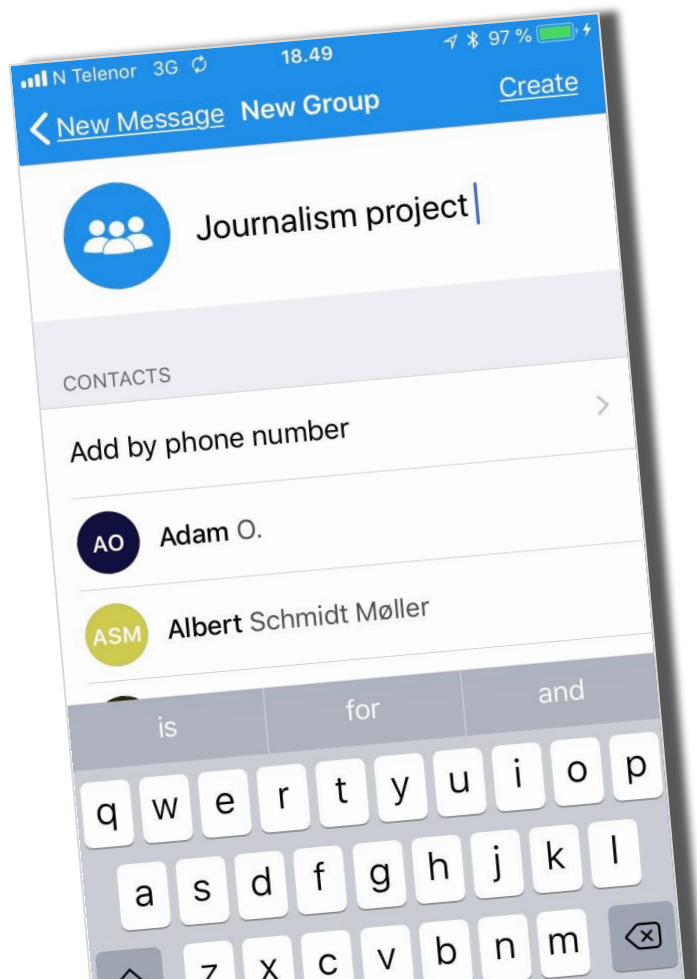 N Telenor 3G 18.49 97 %
New Message New Group Create
Journalism project
CONTACTS
Add by phone number
AO Adam O.
ASM Albert Schmidt Møller
is for and
q w e r t y u i o p
a s d f g h j k l
z x c v b n m